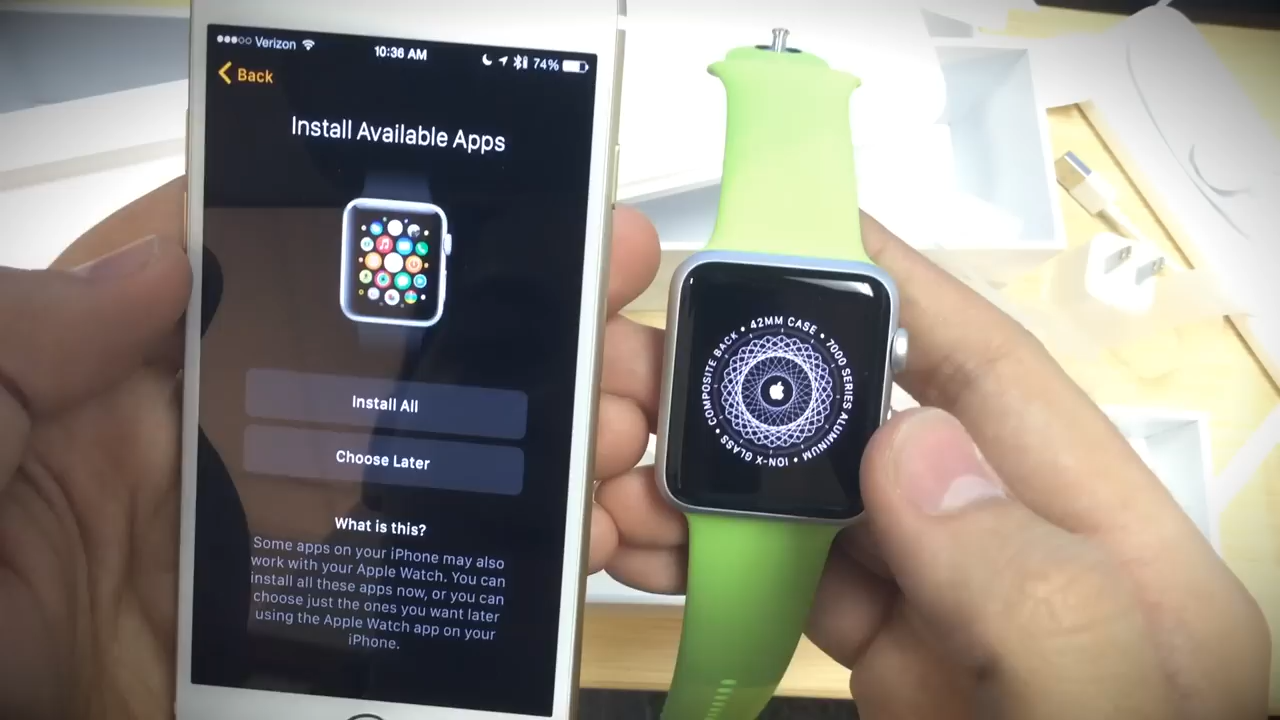 Verizon 10:36 AM 74%
Back
Install Available Apps
Install All
Choose Later
What is this?
Some apps on your iPhone may also
work with your Apple Watch. You can
install all these apps now, or you can
choose just the ones you want later
using the Apple Watch app on your
iPhone.
42MM CASE • 7000 SERIES ALUMINUM • ION-X GLASS • COMPOSITE BACK •